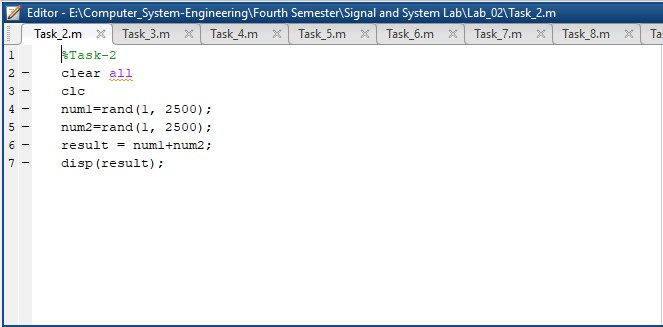 Editor - E:\Computer_System-Engineering\Fourth Semester\Signal and System Lab\Lab_02\Task_2.m
Task_2.m Task_3.m Task_4.m Task_5.m Task_6.m Task_7.m Task_8.m Ta
1 %Task-2
2 - clear all
3 - clc
4 - num1=rand(1, 2500);
5 - num2=rand(1, 2500);
6 - result = num1+num2;
7 - disp(result);